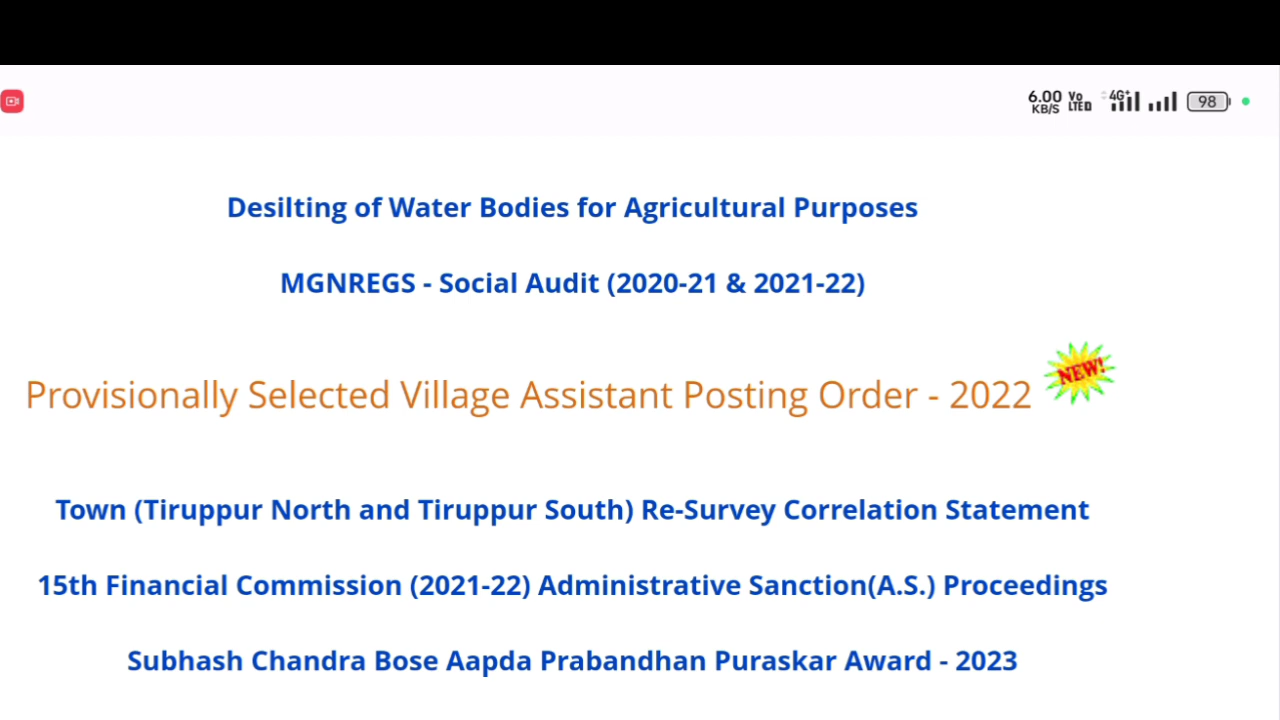 6.00 KB/S Vo LTE 4G+ 98
Desilting of Water Bodies for Agricultural Purposes
MGNREGS - Social Audit (2020-21 & 2021-22)
Provisionally Selected Village Assistant Posting Order - 2022 NEW!
Town (Tiruppur North and Tiruppur South) Re-Survey Correlation Statement
15th Financial Commission (2021-22) Administrative Sanction(A.S.) Proceedings
Subhash Chandra Bose Aapda Prabandhan Puraskar Award - 2023